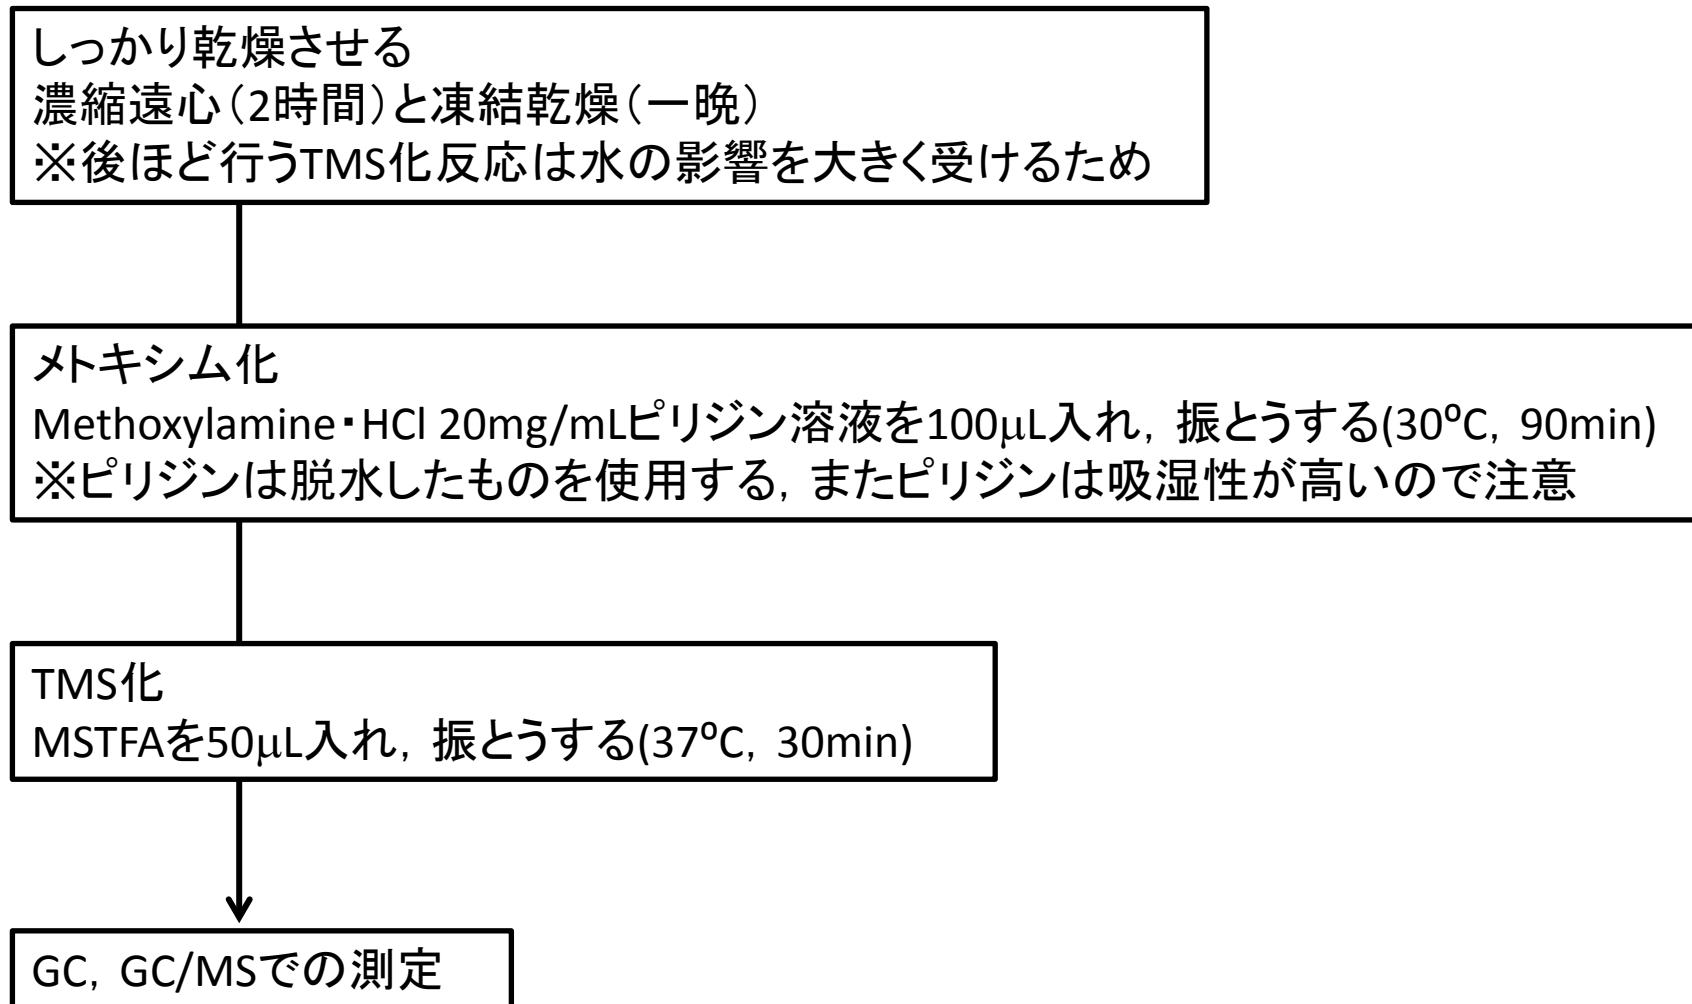 しっかり乾燥させる
濃縮遠心（2時間）と凍結乾燥（一晩）
※後ほど行うTMS化反応は水の影響を大きく受けるため
メトキシム化
Methoxylamine・HCl 20mg/mLピリジン溶液を100μL入れ，振とうする(30ºC，90min)
※ピリジンは脱水したものを使用する，またピリジンは吸湿性が高いので注意
TMS化
MSTFAを50μL入れ，振とうする(37ºC，30min)
GC，GC/MSでの測定